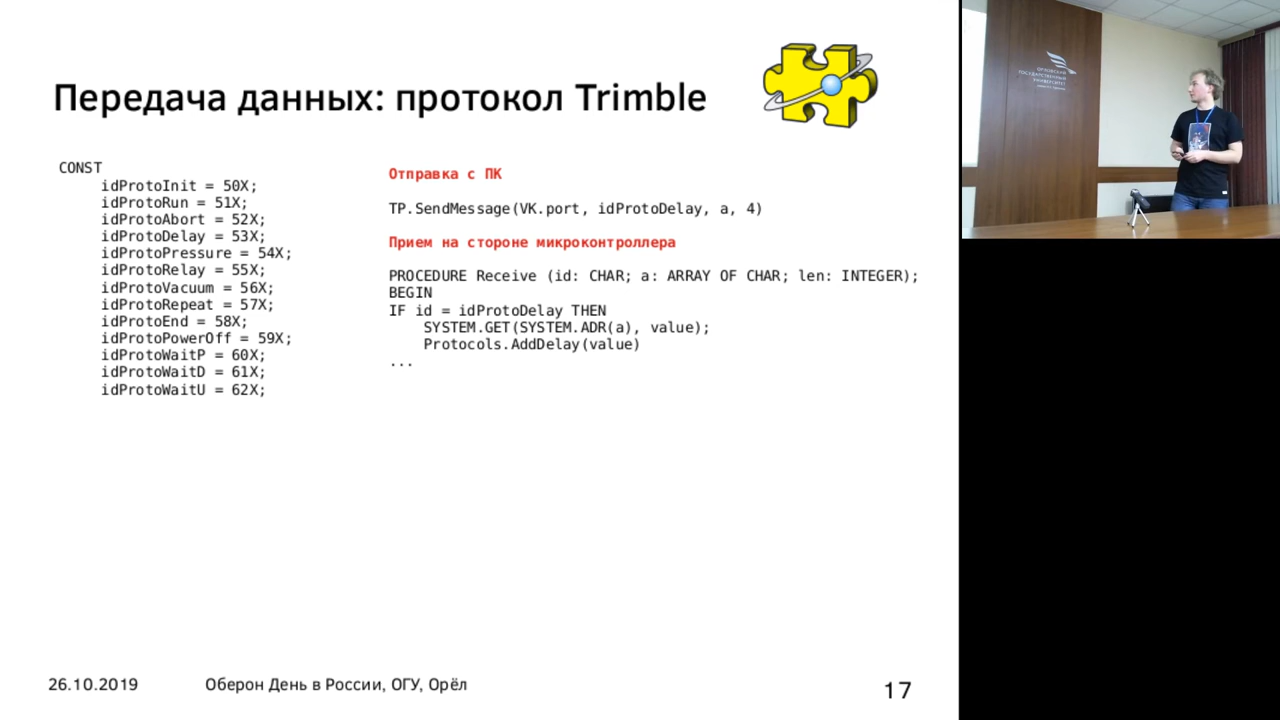 Передача данных: протокол Trimble
CONST
idProtoInit = 50X;
idProtoRun = 51X;
idProtoAbort = 52X;
idProtoDelay = 53X;
idProtoPressure = 54X;
idProtoRelay = 55X;
idProtoVacuum = 56X;
idProtoRepeat = 57X;
idProtoEnd = 58X;
idProtoPowerOff = 59X;
idProtoWaitP = 60X;
idProtoWaitD = 61X;
idProtoWaitU = 62X;
Отправка с ПК
TP.SendMessage(VK.port, idProtoDelay, a, 4)
Прием на стороне микроконтроллера
PROCEDURE Receive (id: CHAR; a: ARRAY OF CHAR; len: INTEGER);
BEGIN
IF id = idProtoDelay THEN
SYSTEM.GET(SYSTEM.ADR(a), value);
Protocols.AddDelay(value)
...
26.10.2019
Оберон День в России, ОГУ, Орёл
17
ОРЛОВСКИЙ
ГОСУДАРСТВЕННЫЙ
УНИВЕРСИТЕТ